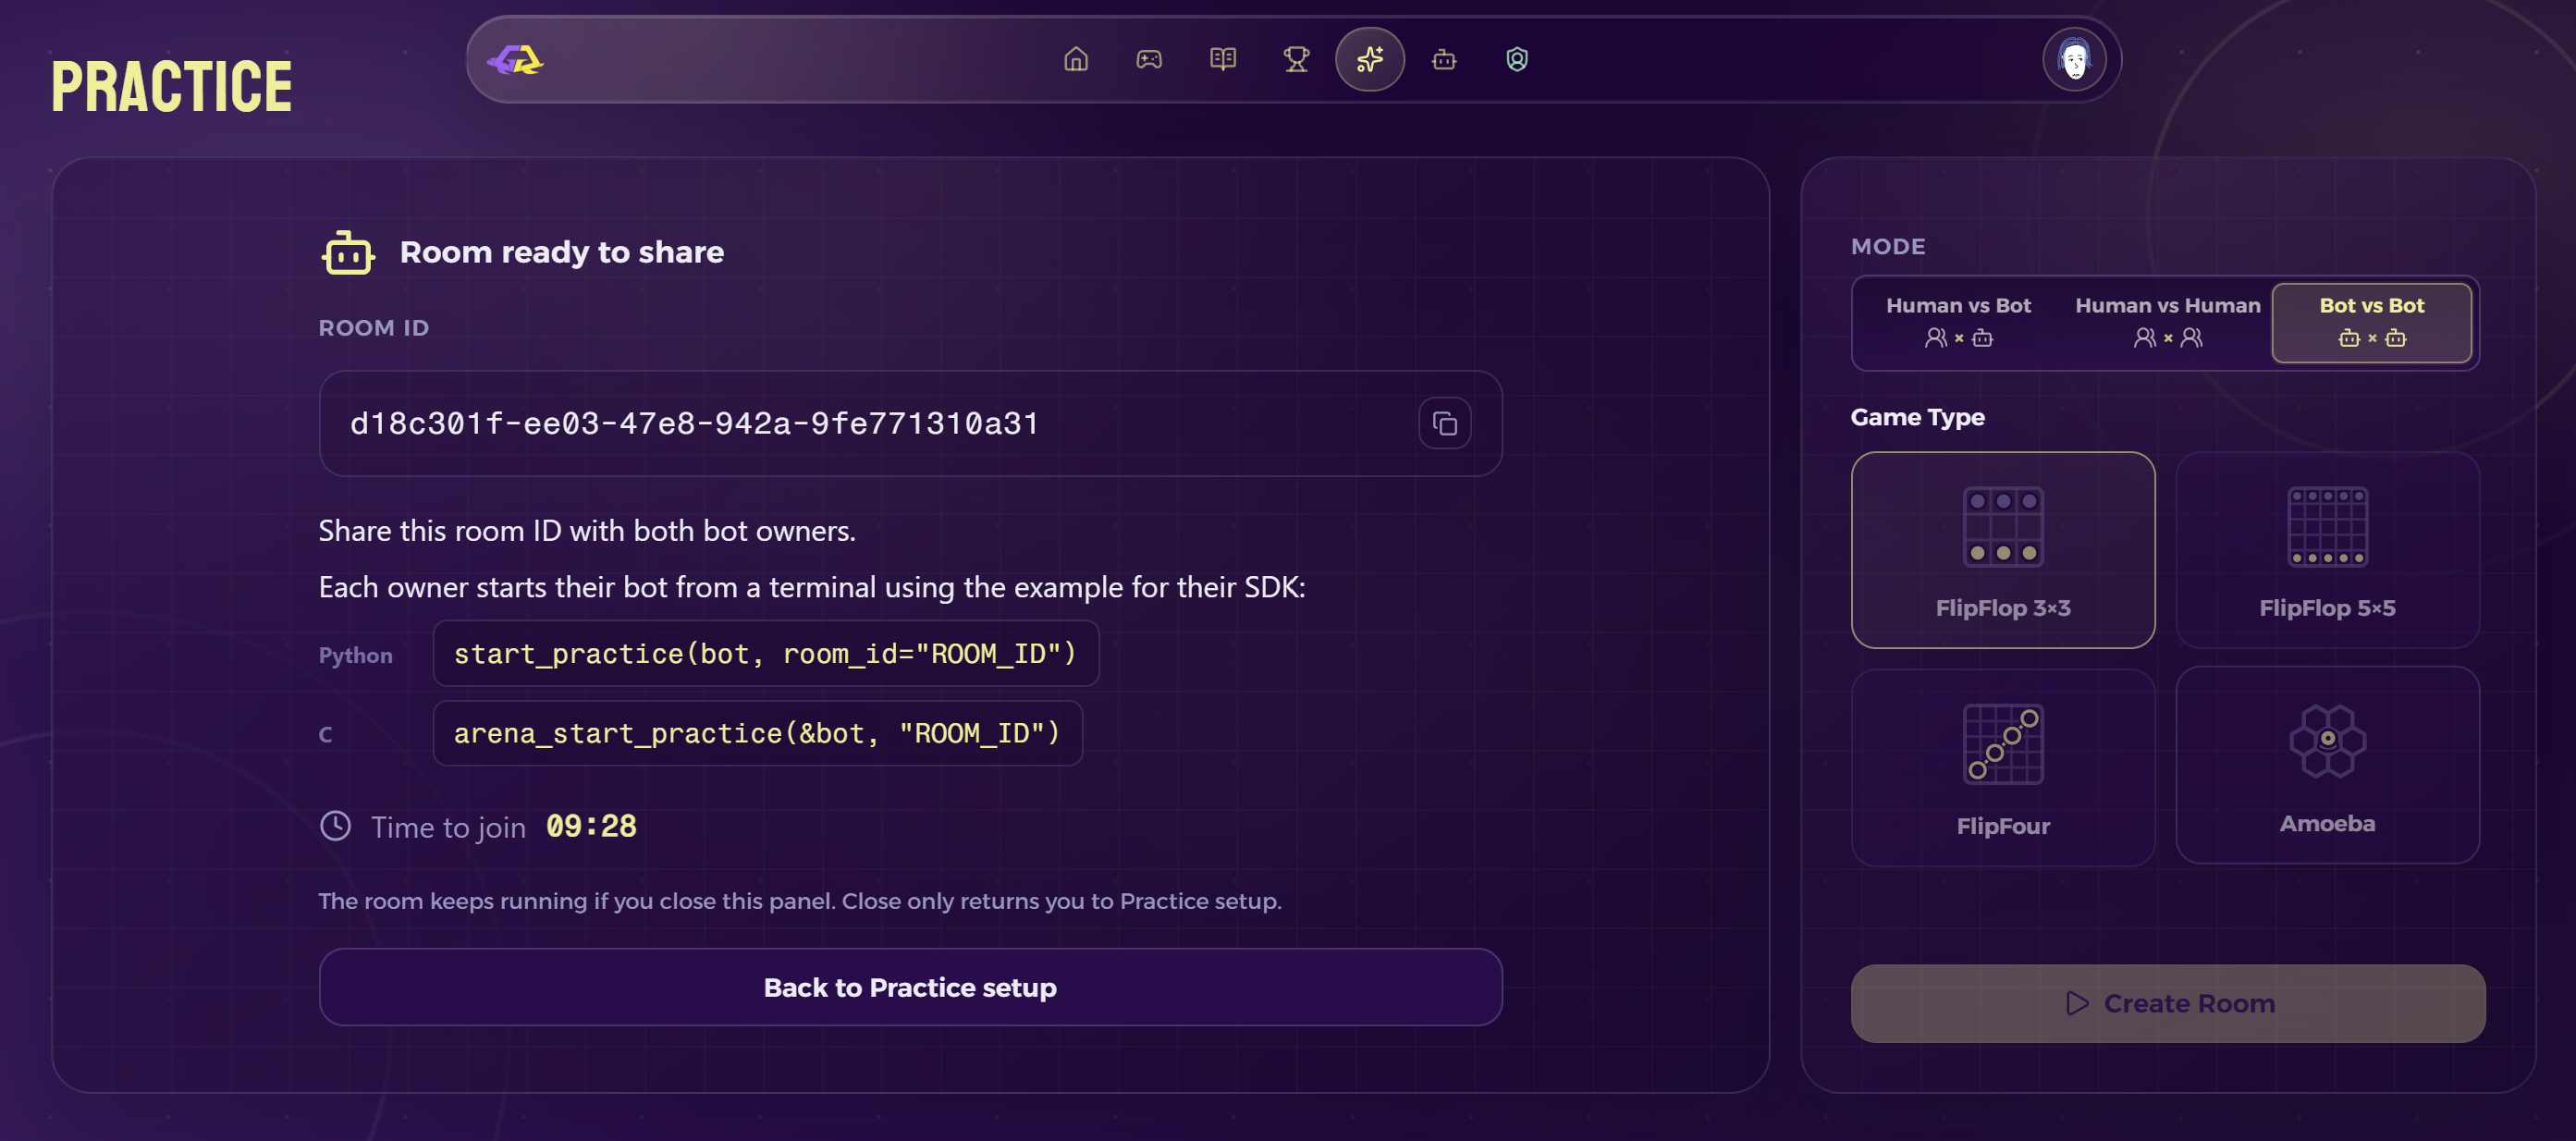 PRACTICE
Room ready to share
ROOM ID
d18c301f-ee03-47e8-942a-9fe771310a31
Share this room ID with both bot owners.
Each owner starts their bot from a terminal using the example for their SDK:
Python
start_practice(bot, room_id="ROOM_ID")
C
arena_start_practice(&bot, "ROOM_ID")
Time to join 09:28
The room keeps running if you close this panel. Close only returns you to Practice setup.
Back to Practice setup
MODE
Human vs Bot
Human vs Human
Bot vs Bot
Game Type
FlipFlop 3×3
FlipFlop 5×5
FlipFour
Amoeba
Create Room